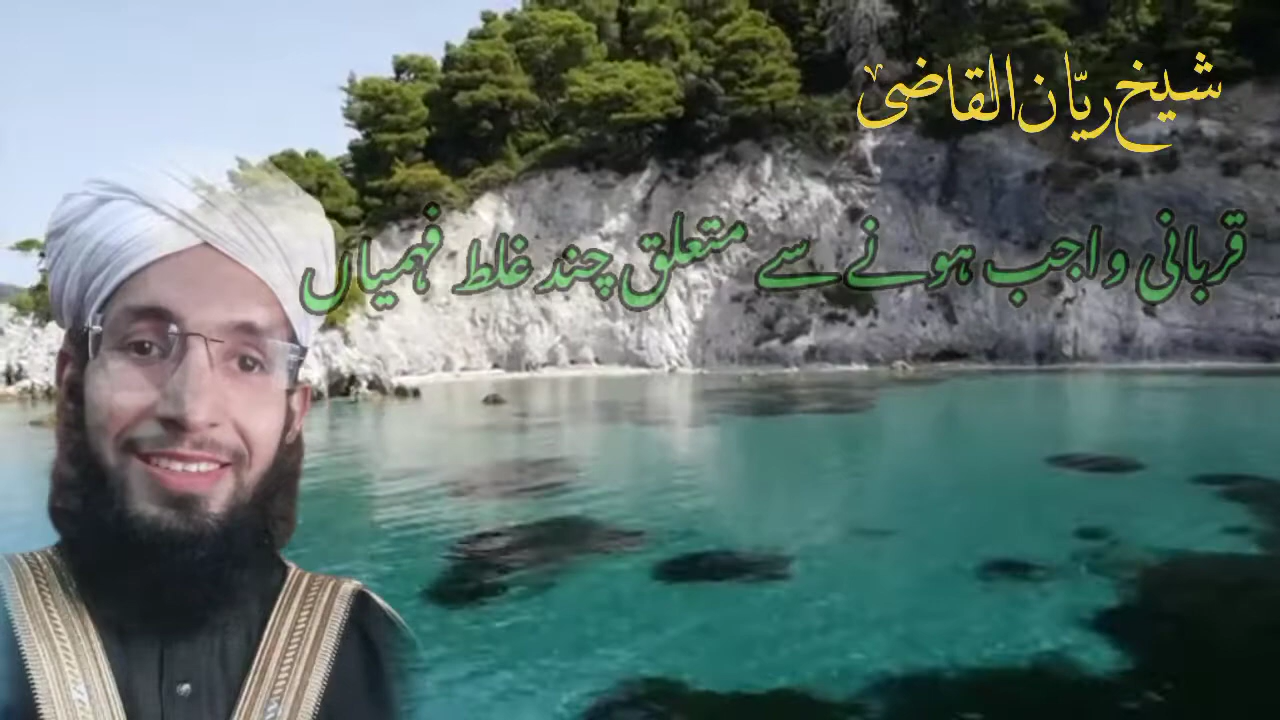 شیخ ریّان القاضی
قربانی واجب ہونے سے متعلق چند غلط فہمیاں